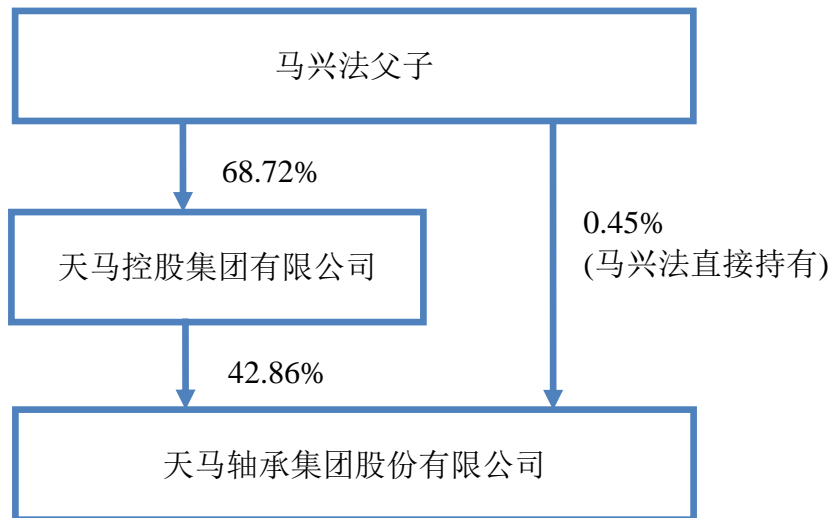 马兴法父子
68.72%
0.45%
(马兴法直接持有)
天马控股集团有限公司
42.86%
天马轴承集团股份有限公司